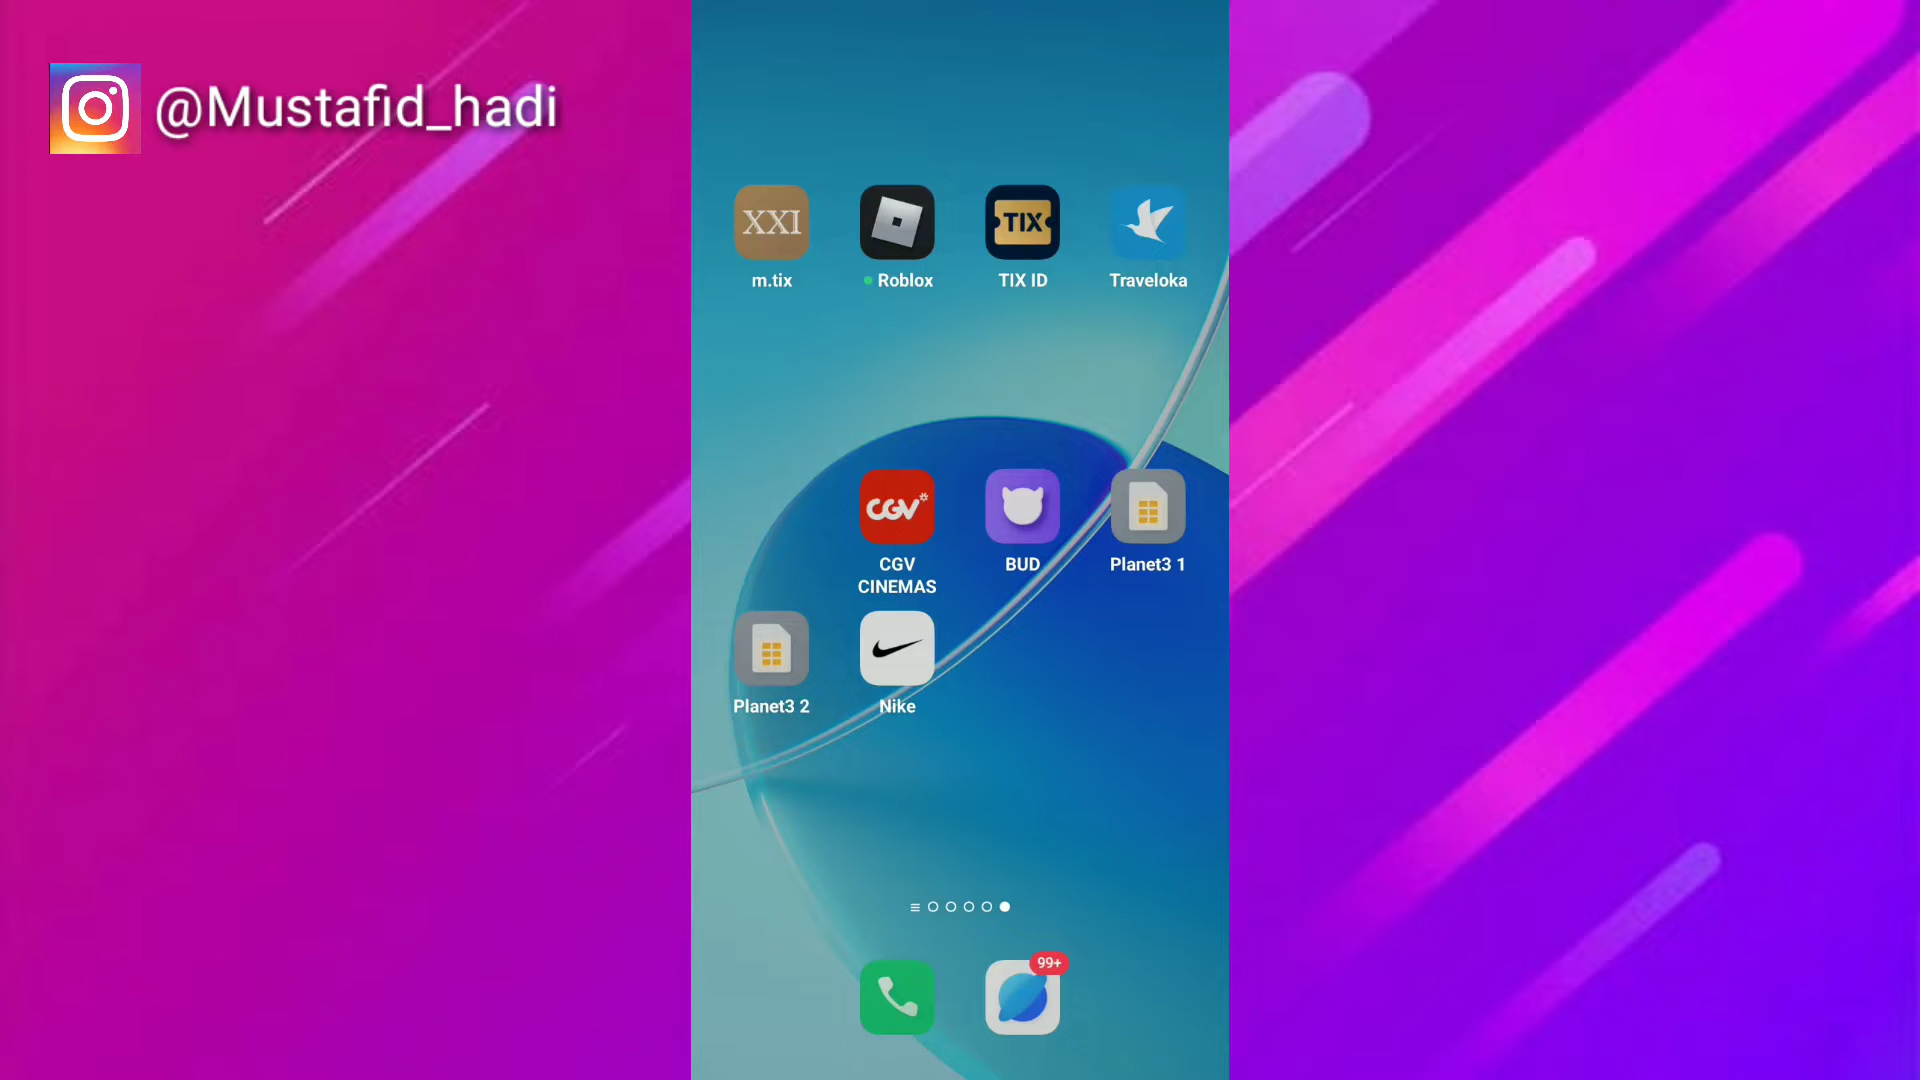 @Mustafid_hadi
XXI
TIX
m.tix
Roblox
TIX ID
Traveloka
CGV
CGV
CINEMAS
BUD
Planet3 1
Planet3 2
Nike
99+